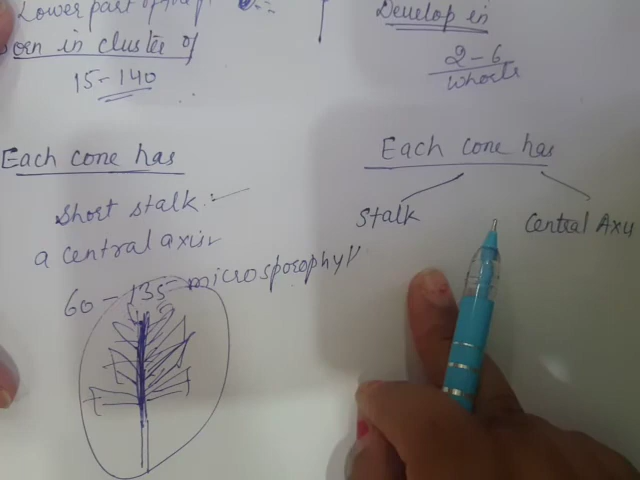 Lower part of
born in cluster of
15-140
Each cone has
Short stalk :-
a central axis
60-135 microsporophyll
Develop in
2-6
whorls
Each cone has
Stalk
Central Axis